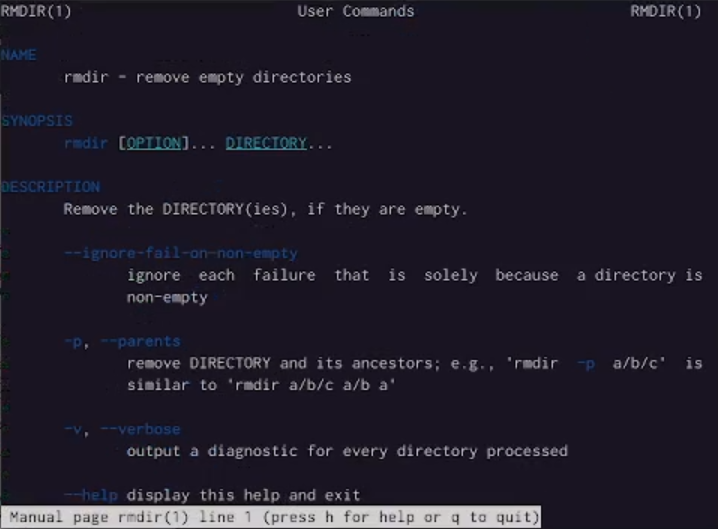 RMDIR(1) User Commands RMDIR(1)
NAME
rmdir - remove empty directories
SYNOPSIS
rmdir [OPTION]... DIRECTORY...
DESCRIPTION
Remove the DIRECTORY(ies), if they are empty.
--ignore-fail-on-non-empty
ignore each failure that is solely because a directory is
non-empty
-p, --parents
remove DIRECTORY and its ancestors; e.g., 'rmdir -p a/b/c' is
similar to 'rmdir a/b/c a/b a'
-v, --verbose
output a diagnostic for every directory processed
--help display this help and exit
Manual page rmdir(1) line 1 (press h for help or q to quit)